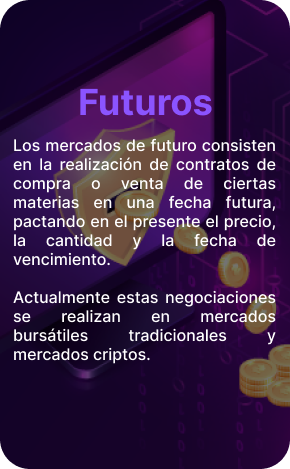 Futuros
Los mercados de futuro consisten
en la realización de contratos de
compra o venta de ciertas
materias en una fecha futura,
pactando en el presente el precio,
la cantidad y la fecha de
vencimiento.
Actualmente estas negociaciones
se realizan en mercados
bursátiles tradicionales y
mercados criptos.